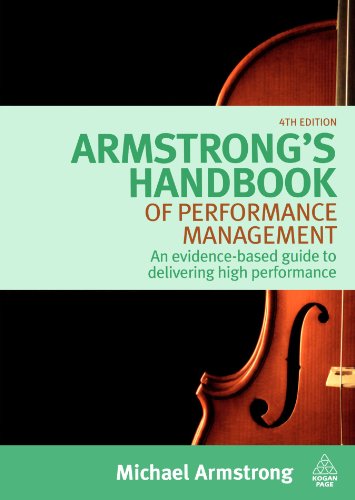 4TH EDITION
ARMSTRONG'S
HANDBOOK
OF PERFORMANCE
MANAGEMENT
An evidence-based guide to
delivering high performance
Michael Armstrong
KOGAN
PAGE